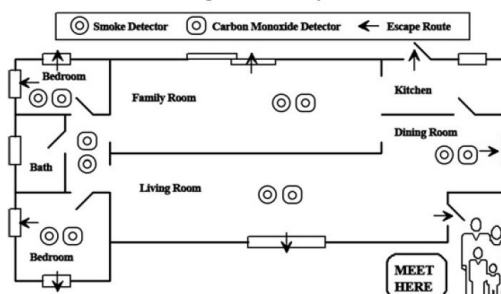 Smoke Detector Carbon Monoxide Detector Escape Route
Bedroom
Family Room
Kitchen
Dining Room
Bath
Living Room
Bedroom
MEET
HERE